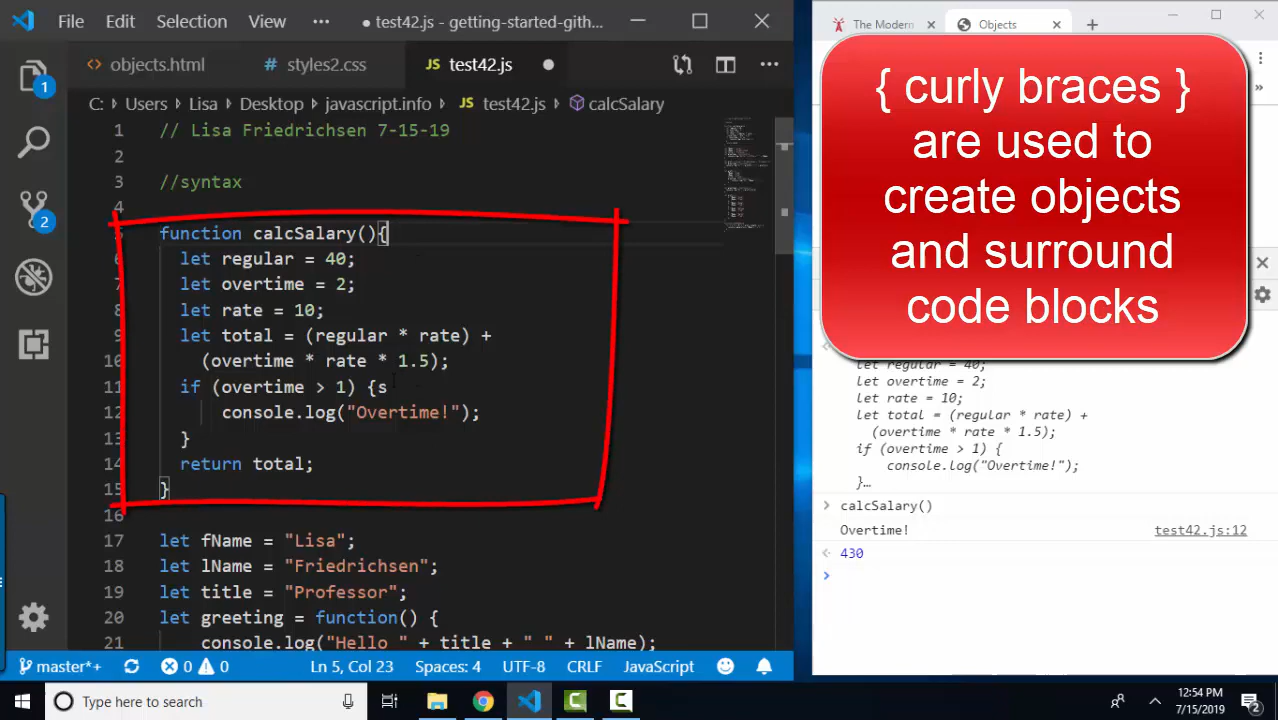 File Edit Selection View ··· ● test42.js - getting-started-gith...
objects.html # styles2.css JS test42.js ●
C: › Users › Lisa › Desktop › javascript.info › JS test42.js › calcSalary
1 // Lisa Friedrichsen 7-15-19
2
3 //syntax
4
5 function calcSalary(){
6 let regular = 40;
7 let overtime = 2;
8 let rate = 10;
9 let total = (regular * rate) +
10 (overtime * rate * 1.5);
11 if (overtime > 1) {s
12 console.log("Overtime!");
13 }
14 return total;
15 }
16
17 let fName = "Lisa";
18 let lName = "Friedrichsen";
19 let title = "Professor";
20 let greeting = function() {
21 console.log("Hello " + title + " " + lName);
1
2
master*+ 0 0 Ln 5, Col 23 Spaces: 4 UTF-8 CRLF JavaScript
The Modern Objects
{ curly braces }
are used to
create objects
and surround
code blocks
let regular = 40;
let overtime = 2;
let rate = 10;
let total = (regular * rate) +
(overtime * rate * 1.5);
if (overtime > 1) {
console.log("Overtime!");
}…
› calcSalary()
Overtime! test42.js:12
430
›
Type here to search
12:54 PM
7/15/2019
2